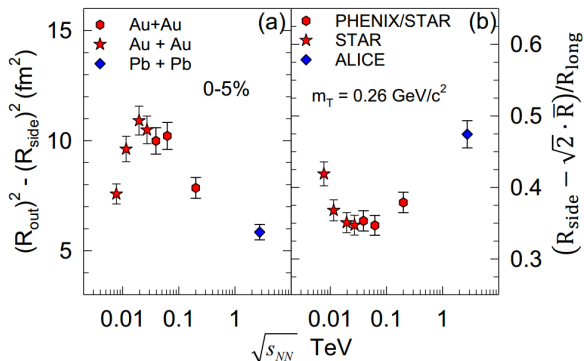 (a)
Au+Au
Au + Au
Pb + Pb
0-5%
15
10
5
(R_out)^2 - (R_side)^2 (fm^2)
0.01 0.1 1
(b)
PHENIX/STAR
STAR
ALICE
m_T = 0.26 GeV/c^2
0.6
0.5
0.4
0.3
(R_side − √2 · R̅)/R_long
0.01 0.1 1
√s_NN TeV